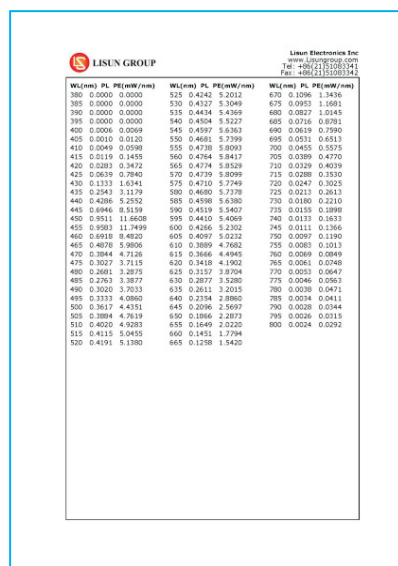 Lisun Electronics Inc
www.Lisungroup.com
Tel: +86(21)51083341
Fax: +86(21)51083342
LISUN GROUP
WL(nm) PL PE(mW/nm) WL(nm) PL PE(mW/nm) WL(nm) PL PE(mW/nm)
380 0.0000 0.0000 525 0.4242 5.2012 670 0.1096 1.3436
385 0.0000 0.0000 530 0.4327 5.3049 675 0.0953 1.1681
390 0.0000 0.0000 535 0.4434 5.4369 680 0.0827 1.0145
395 0.0000 0.0000 540 0.4504 5.5227 685 0.0716 0.8781
400 0.0006 0.0069 545 0.4597 5.6363 690 0.0619 0.7590
405 0.0010 0.0120 550 0.4681 5.7399 695 0.0531 0.6513
410 0.0049 0.0598 555 0.4738 5.8093 700 0.0455 0.5575
415 0.0119 0.1455 560 0.4764 5.8417 705 0.0389 0.4770
420 0.0283 0.3472 565 0.4774 5.8529 710 0.0329 0.4039
425 0.0639 0.7840 570 0.4739 5.8099 715 0.0288 0.3530
430 0.1333 1.6341 575 0.4710 5.7749 720 0.0247 0.3025
435 0.2543 3.1179 580 0.4680 5.7378 725 0.0213 0.2613
440 0.4286 5.2552 585 0.4598 5.6380 730 0.0180 0.2210
445 0.6946 8.5159 590 0.4519 5.5407 735 0.0155 0.1898
450 0.9511 11.6608 595 0.4410 5.4069 740 0.0133 0.1633
455 0.9583 11.7499 600 0.4266 5.2302 745 0.0111 0.1366
460 0.6918 8.4820 605 0.4097 5.0232 750 0.0097 0.1190
465 0.4878 5.9806 610 0.3889 4.7682 755 0.0083 0.1013
470 0.3844 4.7126 615 0.3666 4.4945 760 0.0069 0.0849
475 0.3027 3.7115 620 0.3418 4.1902 765 0.0061 0.0748
480 0.2681 3.2875 625 0.3157 3.8704 770 0.0053 0.0647
485 0.2763 3.3877 630 0.2877 3.5280 775 0.0046 0.0563
490 0.3020 3.7033 635 0.2611 3.2015 780 0.0038 0.0471
495 0.3333 4.0860 640 0.2354 2.8860 785 0.0034 0.0411
500 0.3617 4.4351 645 0.2096 2.5697 790 0.0028 0.0344
505 0.3884 4.7619 650 0.1866 2.2873 795 0.0026 0.0315
510 0.4020 4.9283 655 0.1649 2.0220 800 0.0024 0.0292
515 0.4115 5.0455 660 0.1451 1.7794
520 0.4191 5.1380 665 0.1258 1.5420